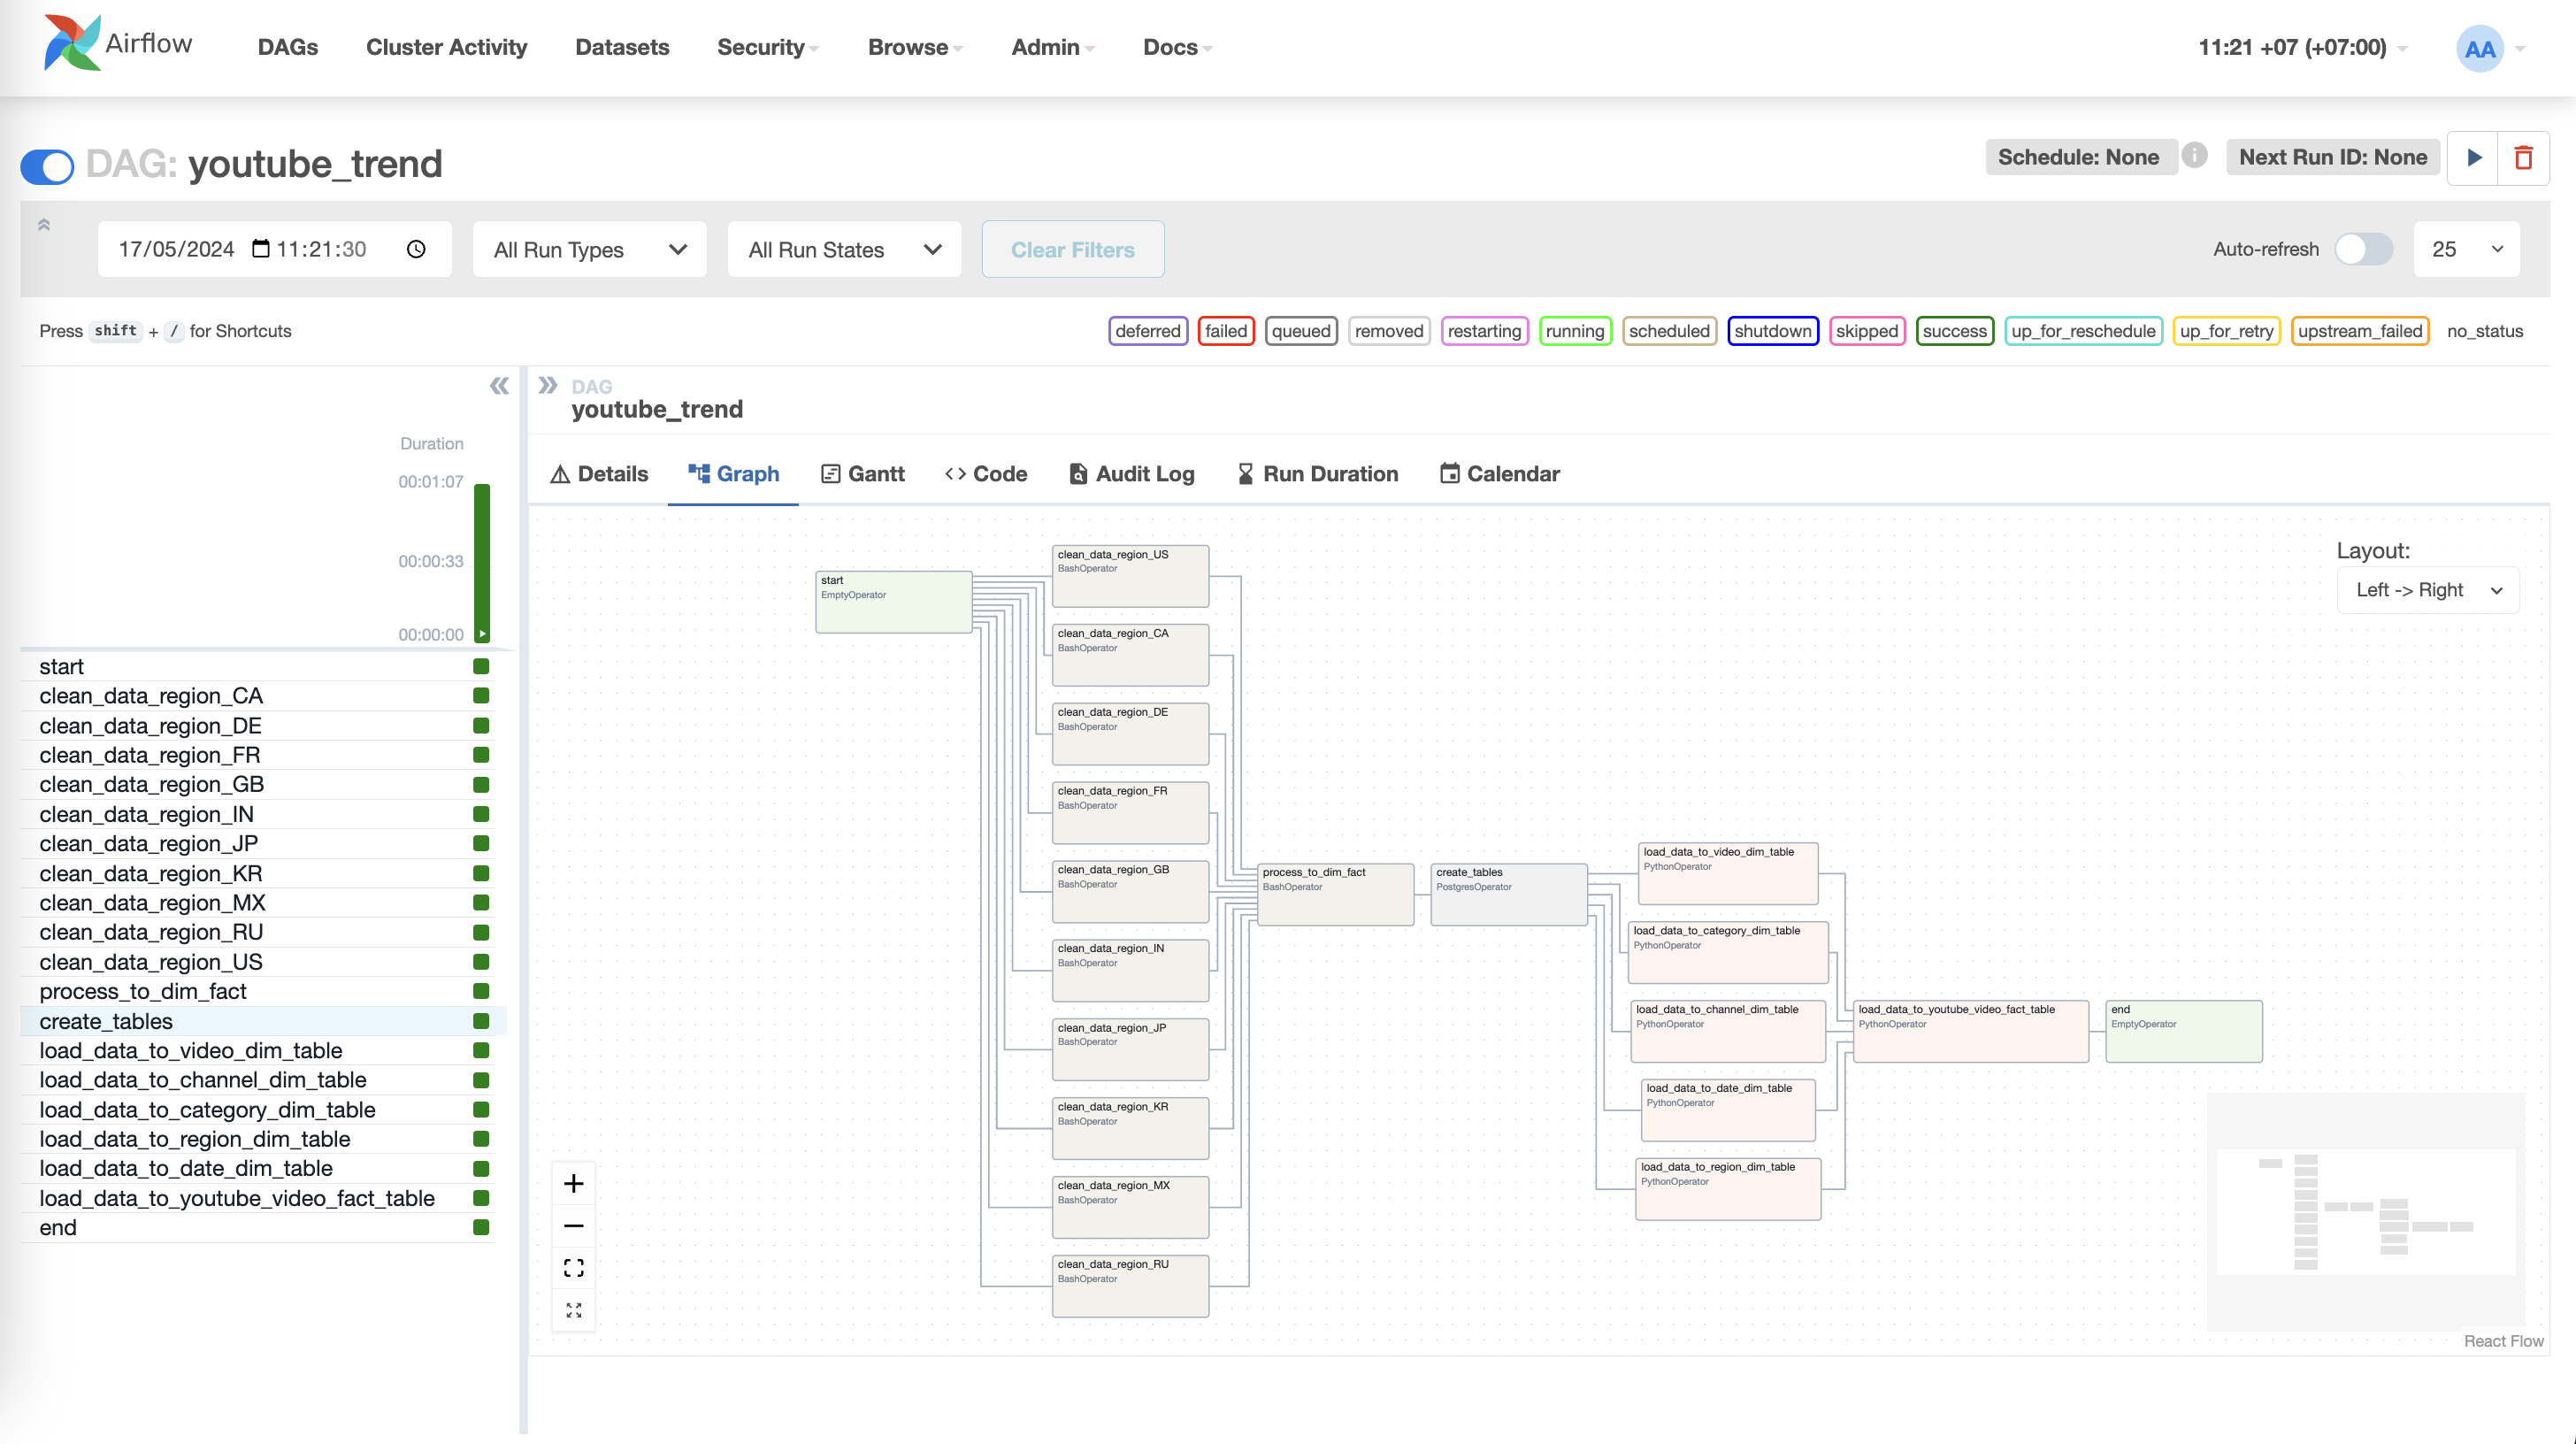 Airflow DAGs Cluster Activity Datasets Security Browse Admin Docs 11:21 +07 (+07:00) AA
DAG: youtube_trend Schedule: None i Next Run ID: None
17/05/2024 11:21:30 All Run Types All Run States Clear Filters Auto-refresh 25
Press shift + / for Shortcuts deferred failed queued removed restarting running scheduled shutdown skipped success up_for_reschedule up_for_retry upstream_failed no_status
Duration
00:01:07
00:00:33
00:00:00
start
clean_data_region_CA
clean_data_region_DE
clean_data_region_FR
clean_data_region_GB
clean_data_region_IN
clean_data_region_JP
clean_data_region_KR
clean_data_region_MX
clean_data_region_RU
clean_data_region_US
process_to_dim_fact
create_tables
load_data_to_video_dim_table
load_data_to_channel_dim_table
load_data_to_category_dim_table
load_data_to_region_dim_table
load_data_to_date_dim_table
load_data_to_youtube_video_fact_table
end
DAG
youtube_trend
Details Graph Gantt Code Audit Log Run Duration Calendar
Layout:
Left -> Right
start
EmptyOperator
clean_data_region_US
BashOperator
clean_data_region_CA
BashOperator
clean_data_region_DE
BashOperator
clean_data_region_FR
BashOperator
clean_data_region_GB
BashOperator
clean_data_region_IN
BashOperator
clean_data_region_JP
BashOperator
clean_data_region_KR
BashOperator
clean_data_region_MX
BashOperator
clean_data_region_RU
BashOperator
process_to_dim_fact
BashOperator
create_tables
PostgresOperator
load_data_to_video_dim_table
PythonOperator
load_data_to_category_dim_table
PythonOperator
load_data_to_channel_dim_table
PythonOperator
load_data_to_date_dim_table
PythonOperator
load_data_to_region_dim_table
PythonOperator
load_data_to_youtube_video_fact_table
PythonOperator
end
EmptyOperator
React Flow